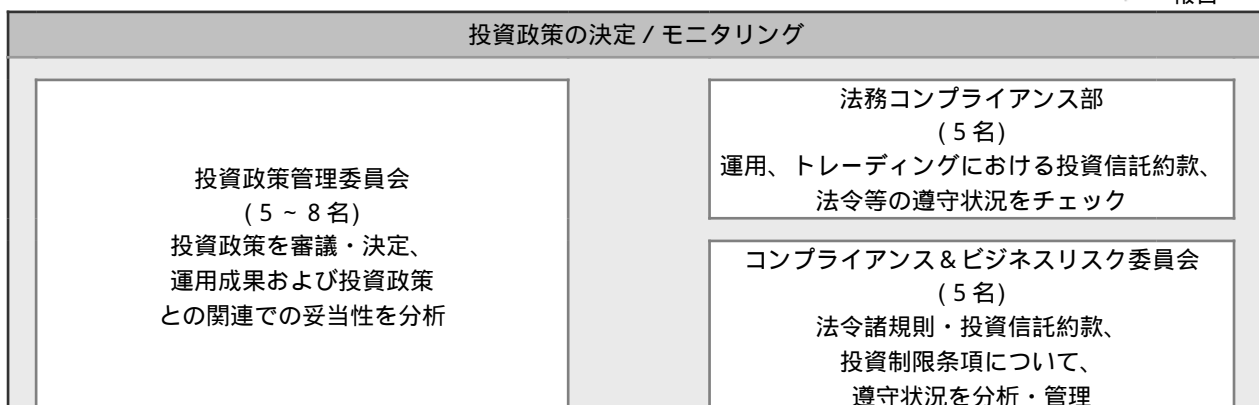 投資政策の決定 / モニタリング
投資政策管理委員会
( 5 ~ 8 名)
投資政策を審議・決定、
運用成果および投資政策
との関連での妥当性を分析
法務コンプライアンス部
( 5 名)
運用、トレーディングにおける投資信託約款、
法令等の遵守状況をチェック
コンプライアンス&ビジネスリスク委員会
( 5 名)
法令諸規則・投資信託約款、
投資制限条項について、
遵守状況を分析・管理